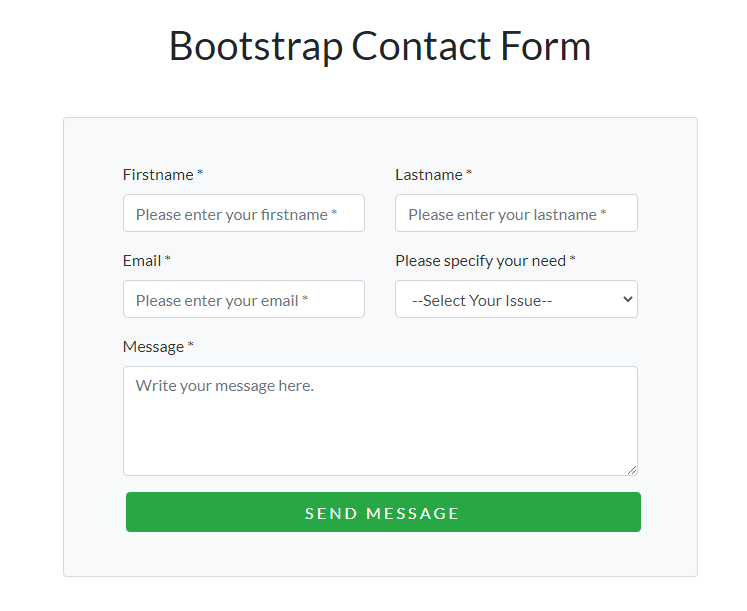 Bootstrap Contact Form
Firstname * Lastname *
Please enter your firstname * Please enter your lastname *
Email * Please specify your need *
Please enter your email * --Select Your Issue--
Message *
Write your message here.
SEND MESSAGE